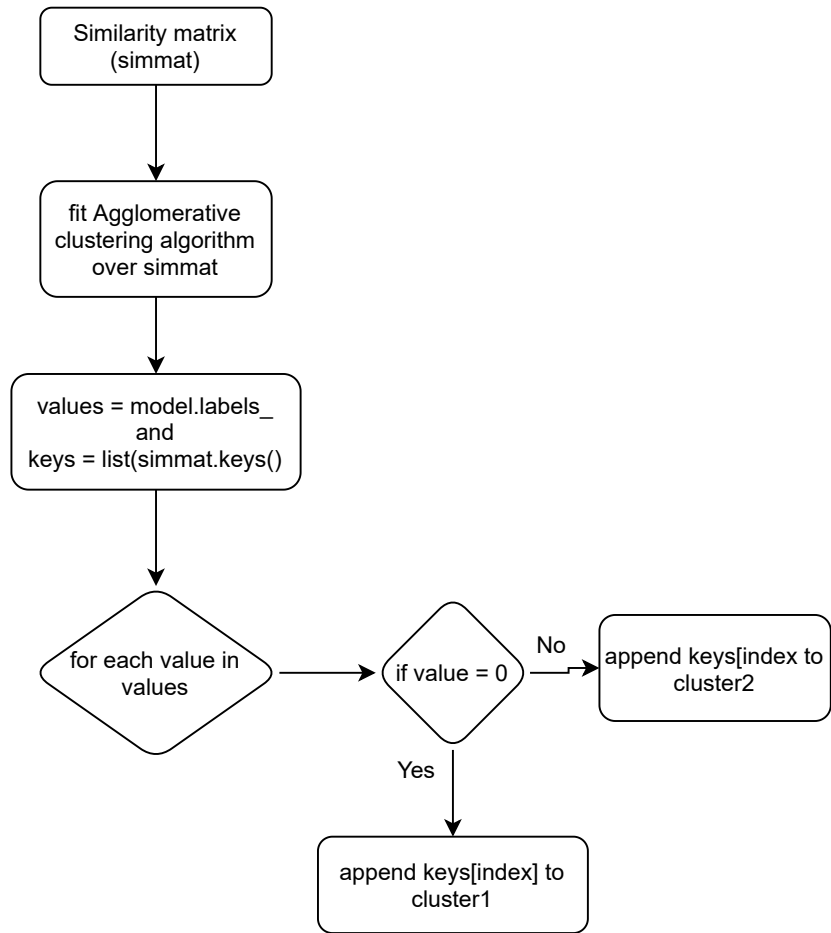 Similarity matrix
(simmat)
fit Agglomerative
clustering algorithm
over simmat
values = model.labels_
and
keys = list(simmat.keys()
for each value in
values
if value = 0
No
append keys[index to
cluster2
Yes
append keys[index] to
cluster1